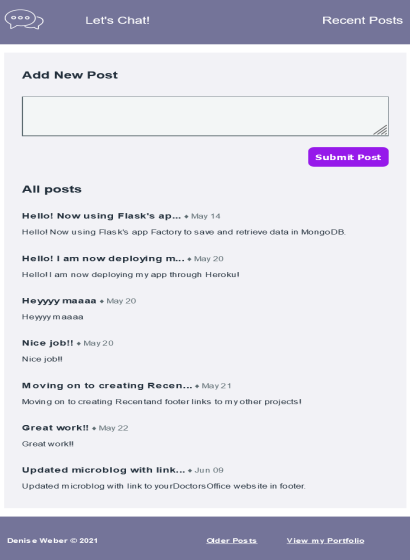 Let's Chat! Recent Posts
Add New Post
Submit Post
All posts
Hello! Now using Flask's ap... ♦ May 14
Hello! Now using Flask's app Factory to save and retrieve data in MongoDB.
Hello! I am now deploying m... ♦ May 20
Hello! I am now deploying my app through Heroku!
Heyyyy maaaa ♦ May 20
Heyyyy maaaa
Nice job!! ♦ May 20
Nice job!!
Moving on to creating Recen... ♦ May 21
Moving on to creating Recentand footer links to my other projects!
Great work!! ♦ May 22
Great work!!
Updated microblog with link... ♦ Jun 09
Updated microblog with link to yourDoctorsOffice website in footer.
Denise Weber © 2021 Older Posts View my Portfolio